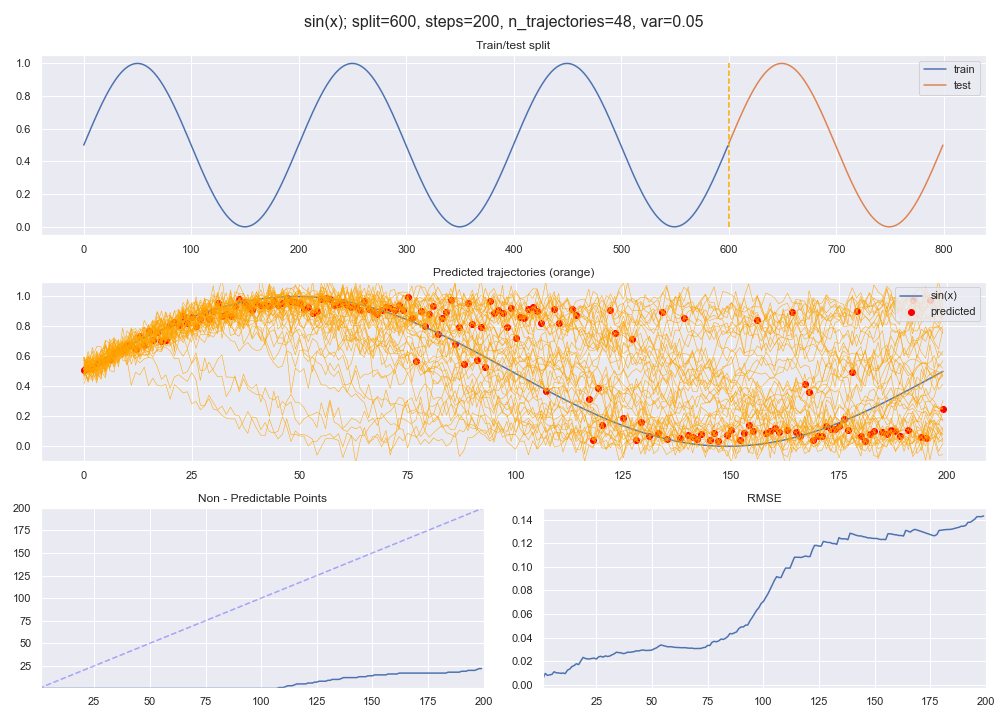 sin(x); split=600, steps=200, n_trajectories=48, var=0.05
Train/test split
1.0
0.8
0.6
0.4
0.2
0.0
train
test
0 100 200 300 400 500 600 700 800
Predicted trajectories (orange)
1.0
0.8
0.6
0.4
0.2
0.0
sin(x)
predicted
0 25 50 75 100 125 150 175 200
Non - Predictable Points
200
175
150
125
100
75
50
25
25 50 75 100 125 150 175 200
RMSE
0.14
0.12
0.10
0.08
0.06
0.04
0.02
0.00
25 50 75 100 125 150 175 200